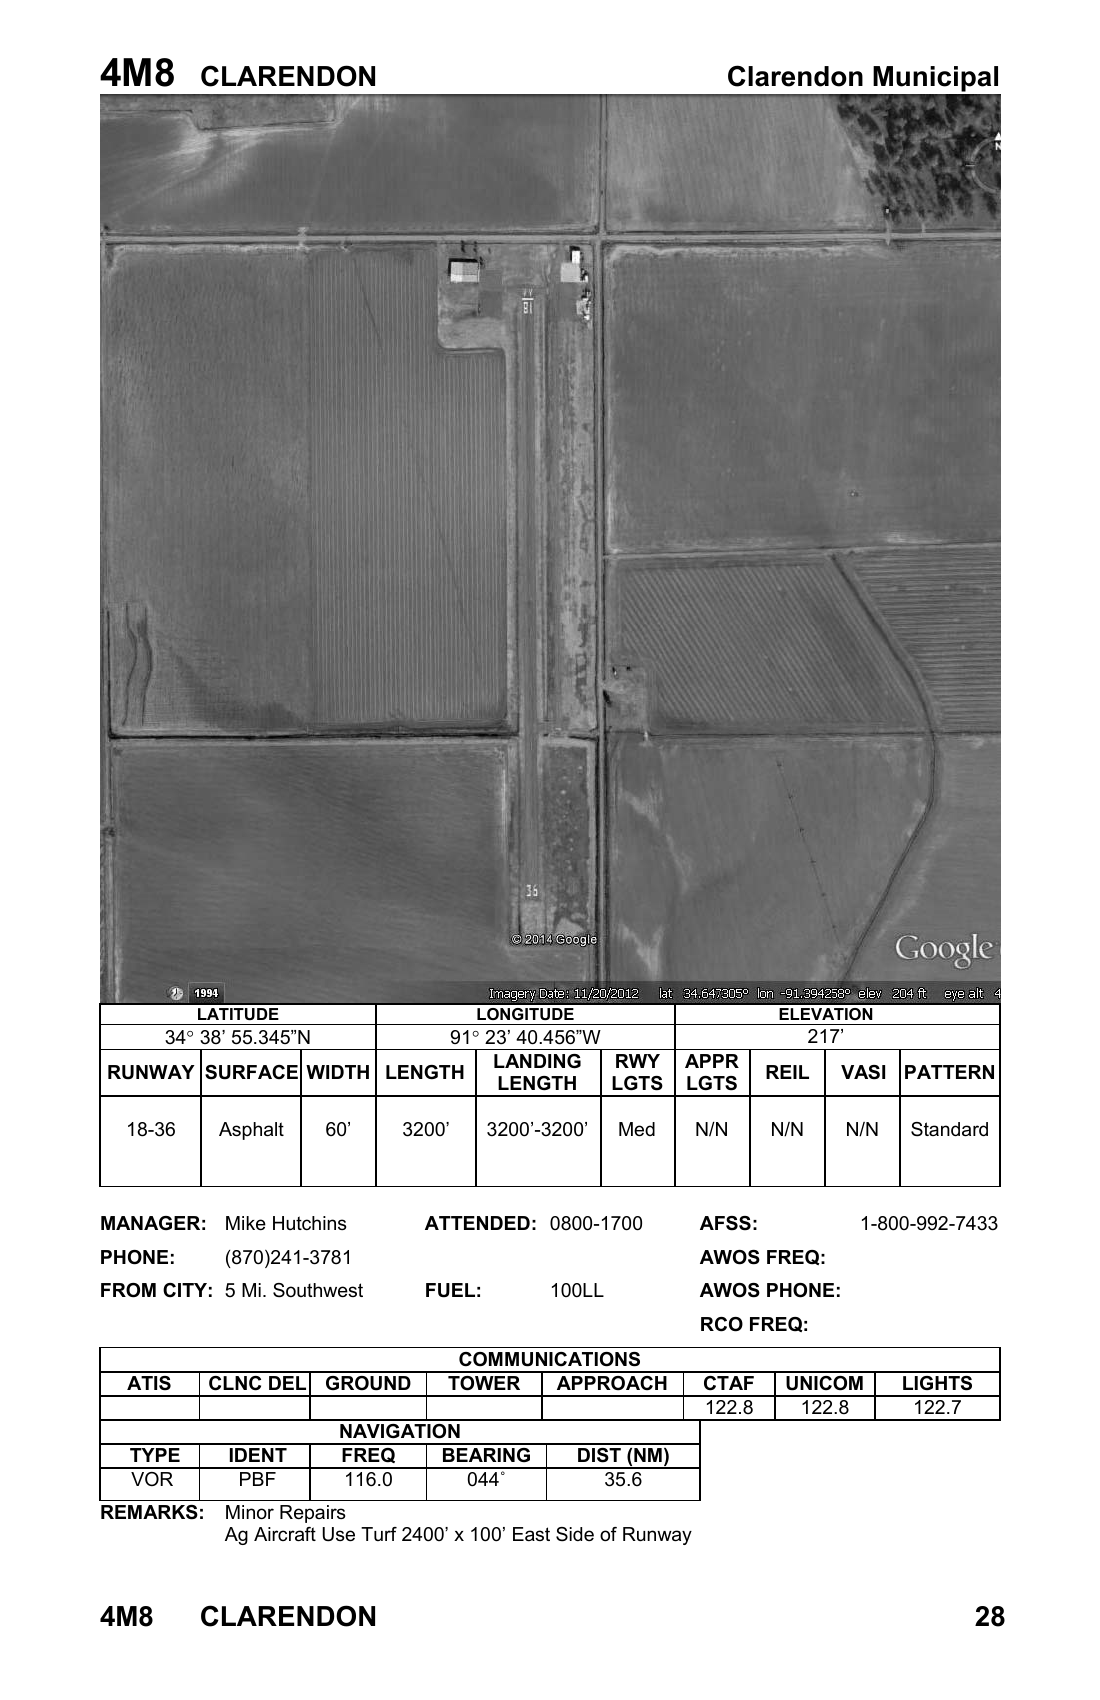 4M8 CLARENDON Clarendon Municipal
N
18
36
© 2014 Google
Google
1994 Imagery Date: 11/20/2012 lat 34.647305° lon -91.394258° elev 204 ft eye alt 4
LATITUDE LONGITUDE ELEVATION
34° 38’ 55.345”N 91° 23’ 40.456”W 217’
RUNWAY SURFACE WIDTH LENGTH LANDING LENGTH RWY LGTS APPR LGTS REIL VASI PATTERN
18-36 Asphalt 60’ 3200’ 3200’-3200’ Med N/N N/N N/N Standard
MANAGER: Mike Hutchins ATTENDED: 0800-1700 AFSS: 1-800-992-7433
PHONE: (870)241-3781 AWOS FREQ:
FROM CITY: 5 Mi. Southwest FUEL: 100LL AWOS PHONE:
RCO FREQ:
COMMUNICATIONS
ATIS CLNC DEL GROUND TOWER APPROACH CTAF UNICOM LIGHTS
122.8 122.8 122.7
NAVIGATION
TYPE IDENT FREQ BEARING DIST (NM)
VOR PBF 116.0 044˚ 35.6
REMARKS: Minor Repairs
Ag Aircraft Use Turf 2400’ x 100’ East Side of Runway
4M8 CLARENDON 28